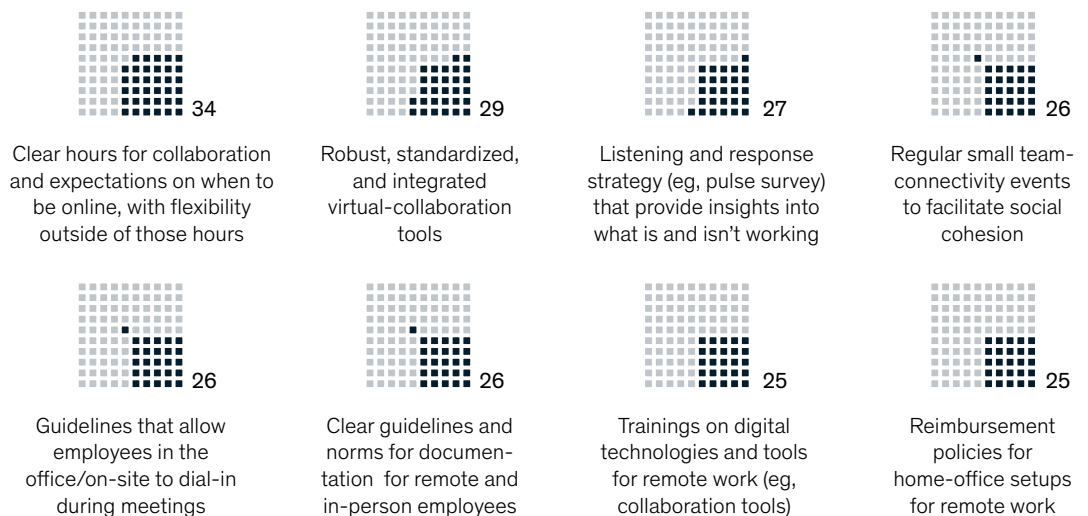 34
29
27
26
Clear hours for collaboration
and expectations on when to
be online, with flexibility
outside of those hours
Robust, standardized,
and integrated
virtual-collaboration
tools
Listening and response
strategy (eg, pulse survey)
that provide insights into
what is and isn’t working
Regular small team-
connectivity events
to facilitate social
cohesion
26
26
25
25
Guidelines that allow
employees in the
office/on-site to dial-in
during meetings
Clear guidelines and
norms for documen-
tation  for remote and
in-person employees
Trainings on digital
technologies and tools
for remote work (eg,
collaboration tools)
Reimbursement
policies for
home-office setups
for remote work